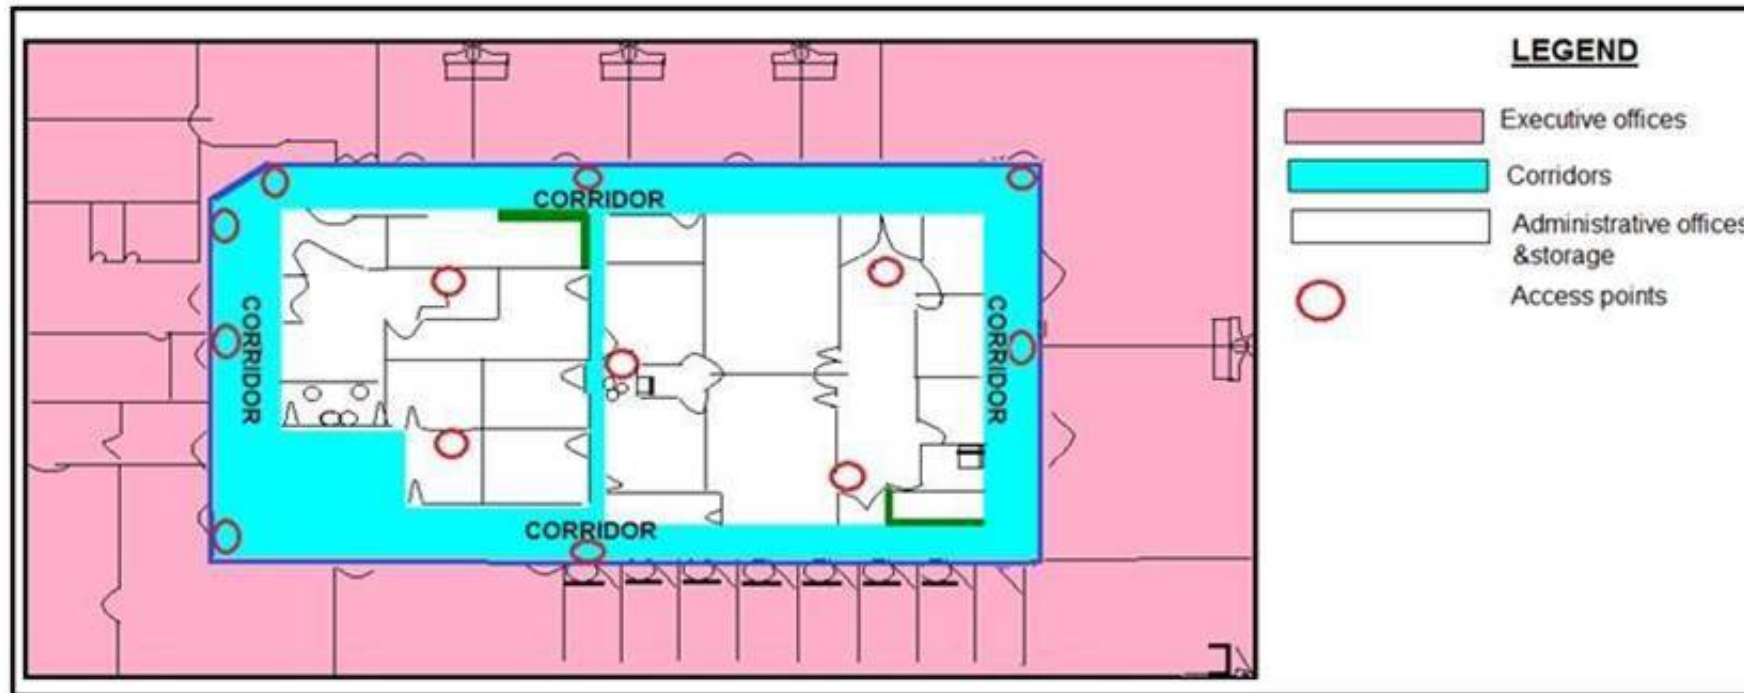 LEGEND
Executive offices
Corridors
Administrative offices
&storage
Access points
CORRIDOR
CORRIDOR
CORRIDOR
CORRIDOR